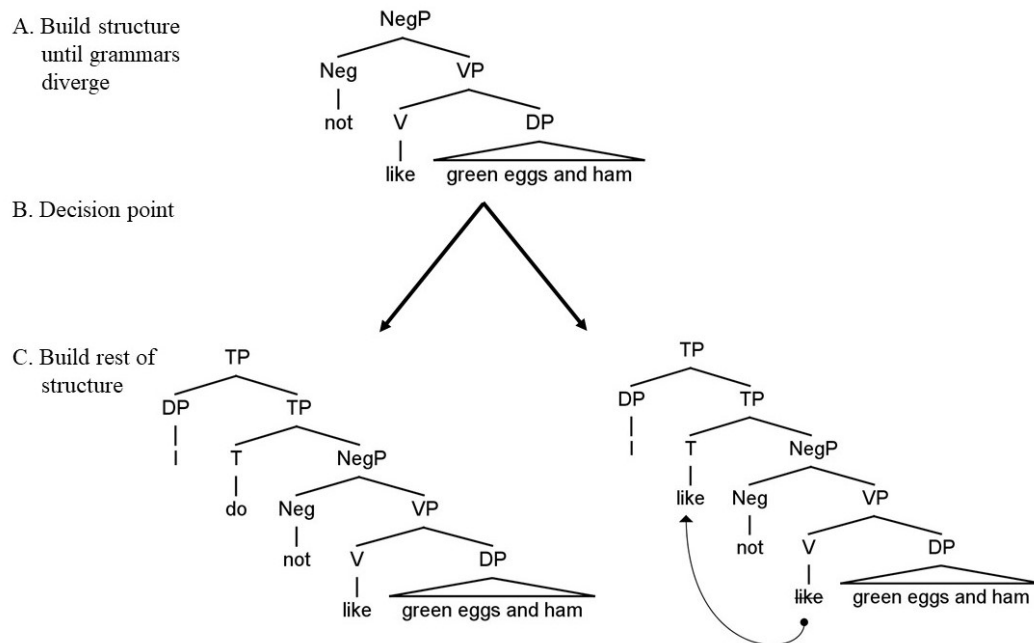 A. Build structure
until grammars
diverge
NegP
Neg VP
not V DP
like green eggs and ham
B. Decision point
C. Build rest of
structure
TP
DP TP
I T NegP
do Neg VP
not V DP
like green eggs and ham
TP
DP TP
I T NegP
like Neg VP
not V DP
like green eggs and ham